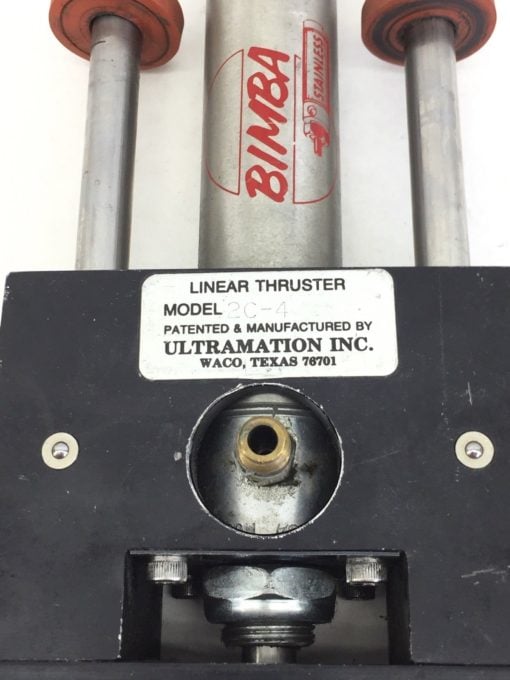 BIMBA
STAINLESS
LINEAR THRUSTER
MODEL 2C-4
PATENTED & MANUFACTURED BY
ULTRAMATION INC.
WACO, TEXAS 76701